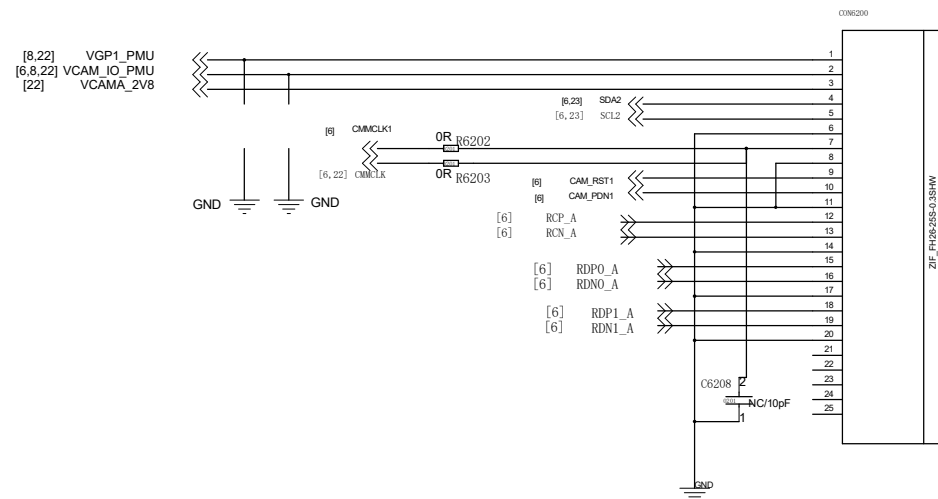 CON6200
[8,22] VGP1_PMU
[6,8,22] VCAM_IO_PMU
[22] VCAMA_2V8
1
2
3
[6,23] SDA2
4
[6,23] SCL2
5
6
[6] CMMCLK1
0R R6202
7
8
[6,22] CMMCLK
0R R6203
[6] CAM_RST1
9
[6] CAM_PDN1
10
11
GND
GND
[6] RCP_A
12
[6] RCN_A
13
14
[6] RDP0_A
15
[6] RDN0_A
16
17
[6] RDP1_A
18
[6] RDN1_A
19
20
21
22
23
24
25
C6208
2
0201
NC/10pF
1
GND
ZIF_FH26-25S-0.3SHW